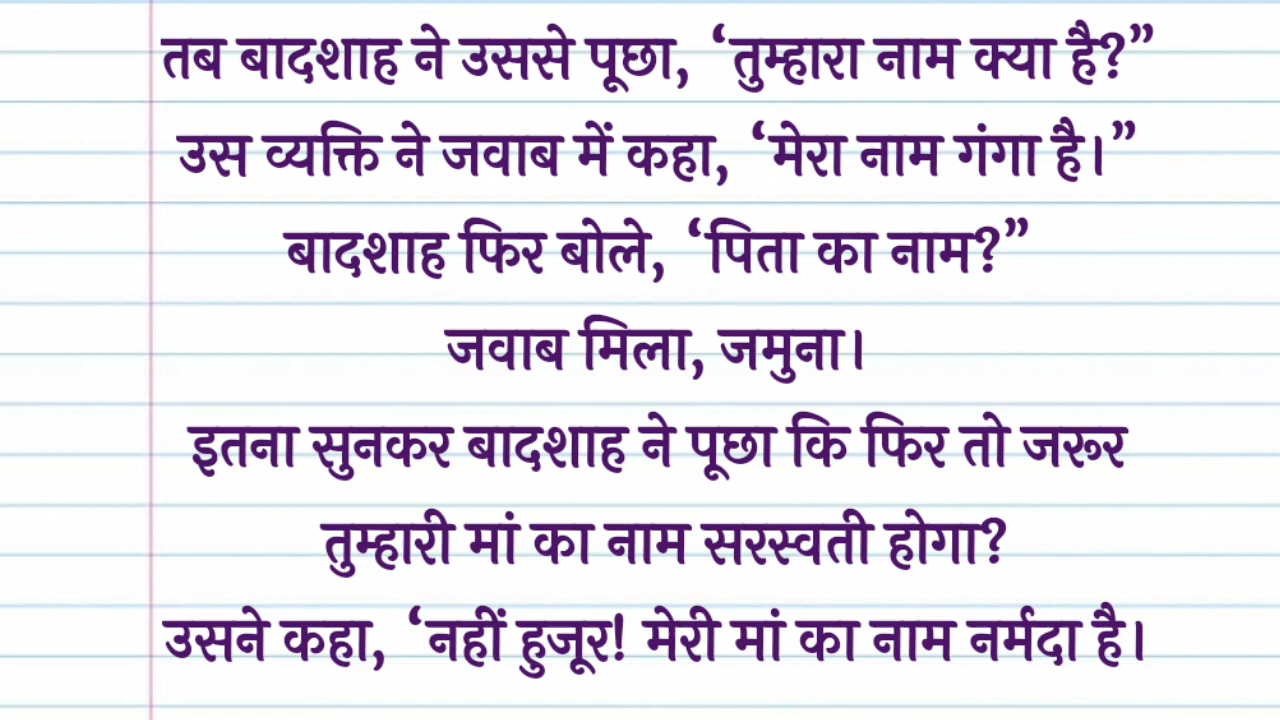 तब बादशाह ने उससे पूछा, ‘तुम्हारा नाम क्या है?”
उस व्यक्ति ने जवाब में कहा, ‘मेरा नाम गंगा है।”
बादशाह फिर बोले, ‘पिता का नाम?”
जवाब मिला, जमुना।
इतना सुनकर बादशाह ने पूछा कि फिर तो जरूर
तुम्हारी मां का नाम सरस्वती होगा?
उसने कहा, ‘नहीं हुजूर! मेरी मां का नाम नर्मदा है।